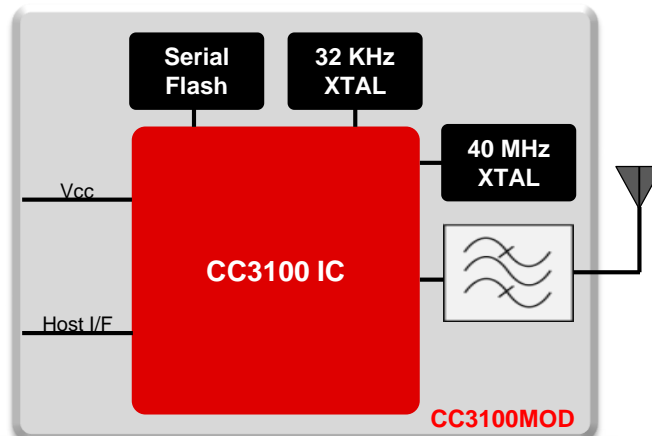 Serial
Flash
32 KHz
XTAL
40 MHz
XTAL
Vcc
CC3100 IC
Host I/F
CC3100MOD